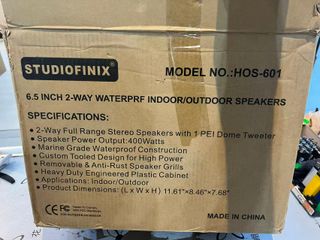 STUDIOFINIX®
MODEL NO.:HOS-601
6.5 INCH 2-WAY WATERPRF INDOOR/OUTDOOR SPEAKERS
SPECIFICATIONS:
• 2-Way Full Range Stereo Speakers with 1 PEI Dome Tweeter
• Speaker Power Output:400Watts
• Marine Grade Waterproof Construction
• Custom Tooled Design for High Power
• Removable & Anti-Rust Speaker Grills
• Heavy Duty Engineered Plastic Cabinet
• Applications: Indoor/Outdoor
• Product Dimensions: (L x W x H) 11.61"×8.46"×7.68"
CE FC
MADE IN CHINA